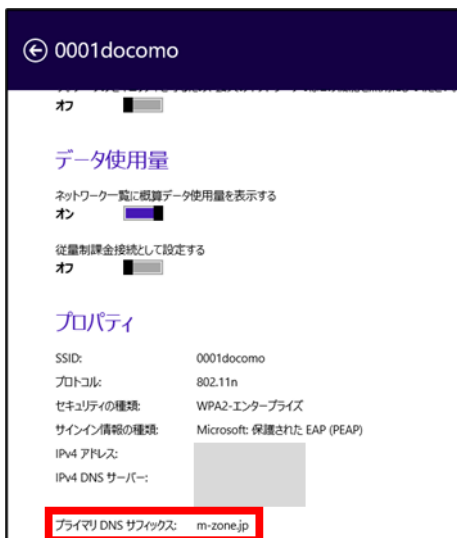 0001docomo
オフ
データ使用量
ネットワーク一覧に概算データ使用量を表示する
オン
従量制課金接続として設定する
オフ
プロパティ
SSID: 0001docomo
プロトコル: 802.11n
セキュリティの種類: WPA2-エンタープライズ
サインイン情報の種類: Microsoft: 保護された EAP (PEAP)
IPv4 アドレス:
IPv4 DNS サーバー:
プライマリ DNS サフィックス: m-zone.jp